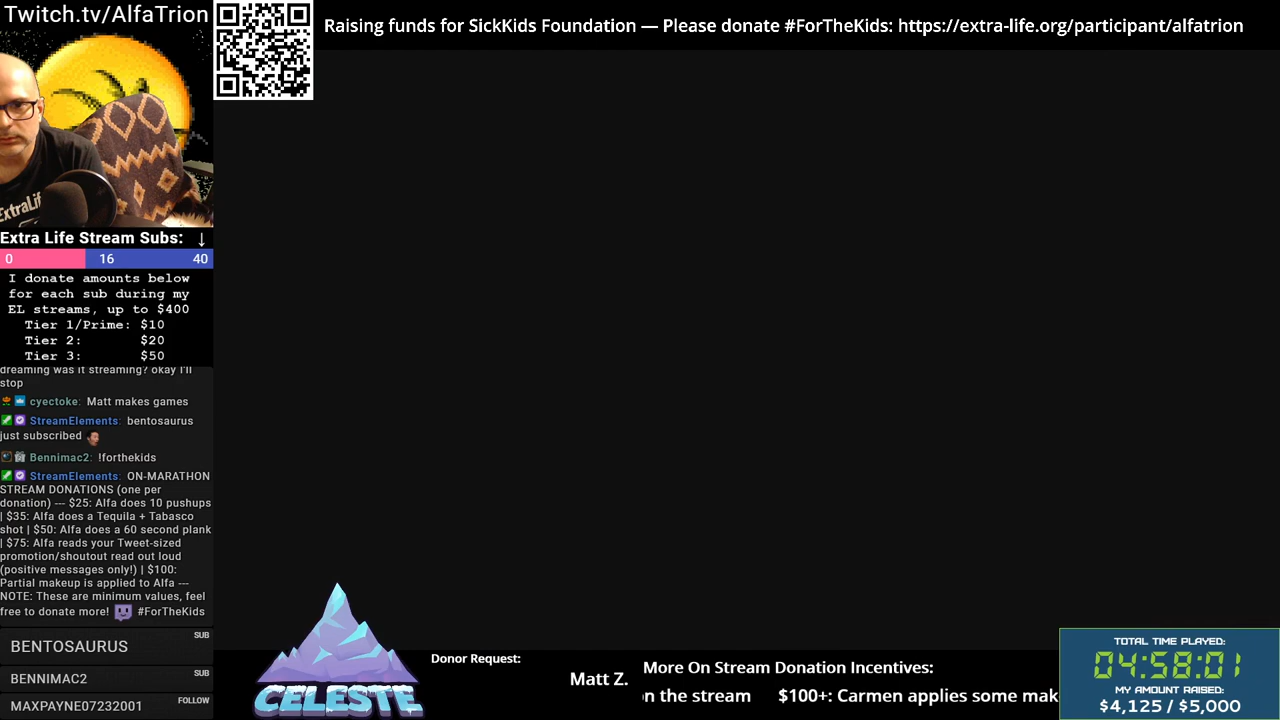 Twitch.tv/AlfaTrion
Raising funds for SickKids Foundation — Please donate #ForTheKids: https://extra-life.org/participant/alfatrion
ExtraLife
Extra Life Stream Subs: ↓
0 16 40
I donate amounts below
for each sub during my
EL streams, up to $400
Tier 1/Prime: $10
Tier 2: $20
Tier 3: $50
dreaming was it streaming? okay I'll
stop
cyectoke: Matt makes games
StreamElements: bentosaurus
just subscribed
Bennimac2: !forthekids
StreamElements: ON-MARATHON
STREAM DONATIONS (one per
donation) --- $25: Alfa does 10 pushups
| $35: Alfa does a Tequila + Tabasco
shot | $50: Alfa does a 60 second plank
| $75: Alfa reads your Tweet-sized
promotion/shoutout read out loud
(positive messages only!) | $100:
Partial makeup is applied to Alfa ---
NOTE: These are minimum values, feel
free to donate more! #ForTheKids
BENTOSAURUS SUB
BENNIMAC2 SUB
MAXPAYNE07232001 FOLLOW
CELESTE
Donor Request:
Matt Z.
More On Stream Donation Incentives:
on the stream $100+: Carmen applies some mak
TOTAL TIME PLAYED:
04:58:01
MY AMOUNT RAISED:
$4,125 / $5,000